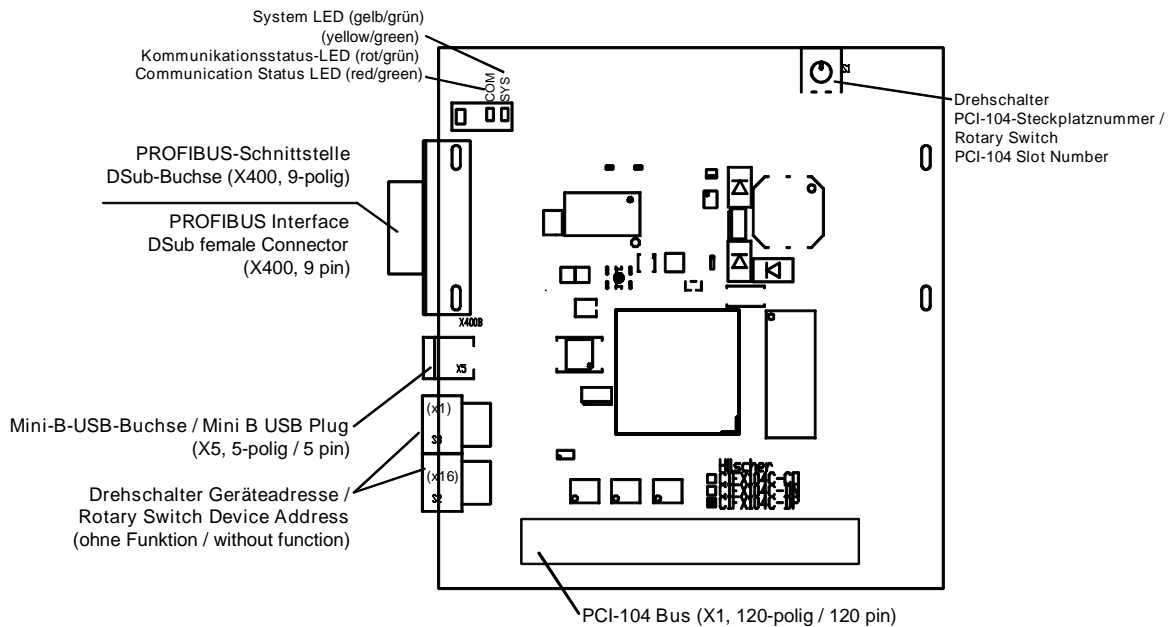 System LED (gelb/grün)
(yellow/green)
Kommunikationsstatus-LED (rot/grün)
Communication Status LED (red/green)
COM
SYS
S1
Drehschalter
PCI-104-Steckplatznummer /
Rotary Switch
PCI-104 Slot Number
PROFIBUS-Schnittstelle
DSub-Buchse (X400, 9-polig)
PROFIBUS Interface
DSub female Connector
(X400, 9 pin)
X400B
X5
Mini-B-USB-Buchse / Mini B USB Plug
(X5, 5-polig / 5 pin)
(x1)
S3
(x16)
S2
Drehschalter Geräteadresse /
Rotary Switch Device Address
(ohne Funktion / without function)
Hilscher
PCI-104 Bus (X1, 120-polig / 120 pin)